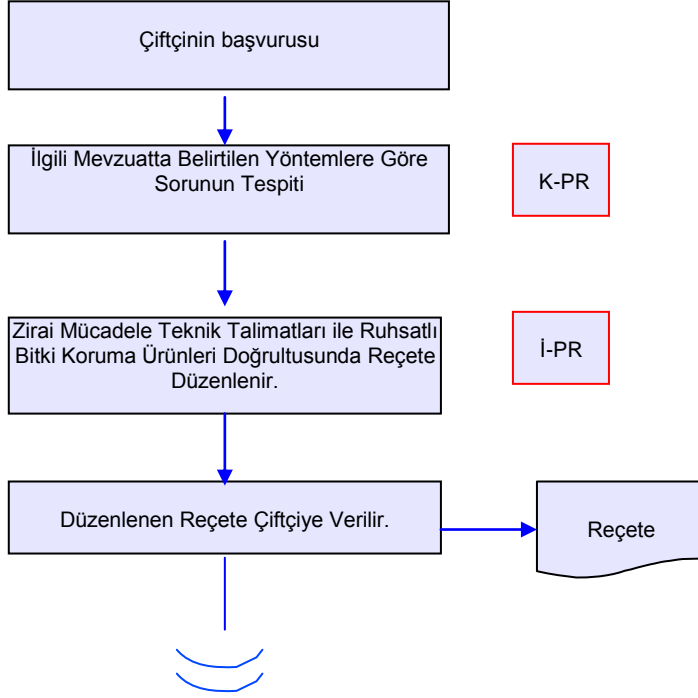 Çiftçinin başvurusu
İlgili Mevzuatta Belirtilen Yöntemlere Göre
Sorunun Tespiti
K-PR
Zirai Mücadele Teknik Talimatları ile Ruhsatlı
Bitki Koruma Ürünleri Doğrultusunda Reçete
Düzenlenir.
İ-PR
Düzenlenen Reçete Çiftçiye Verilir.
Reçete